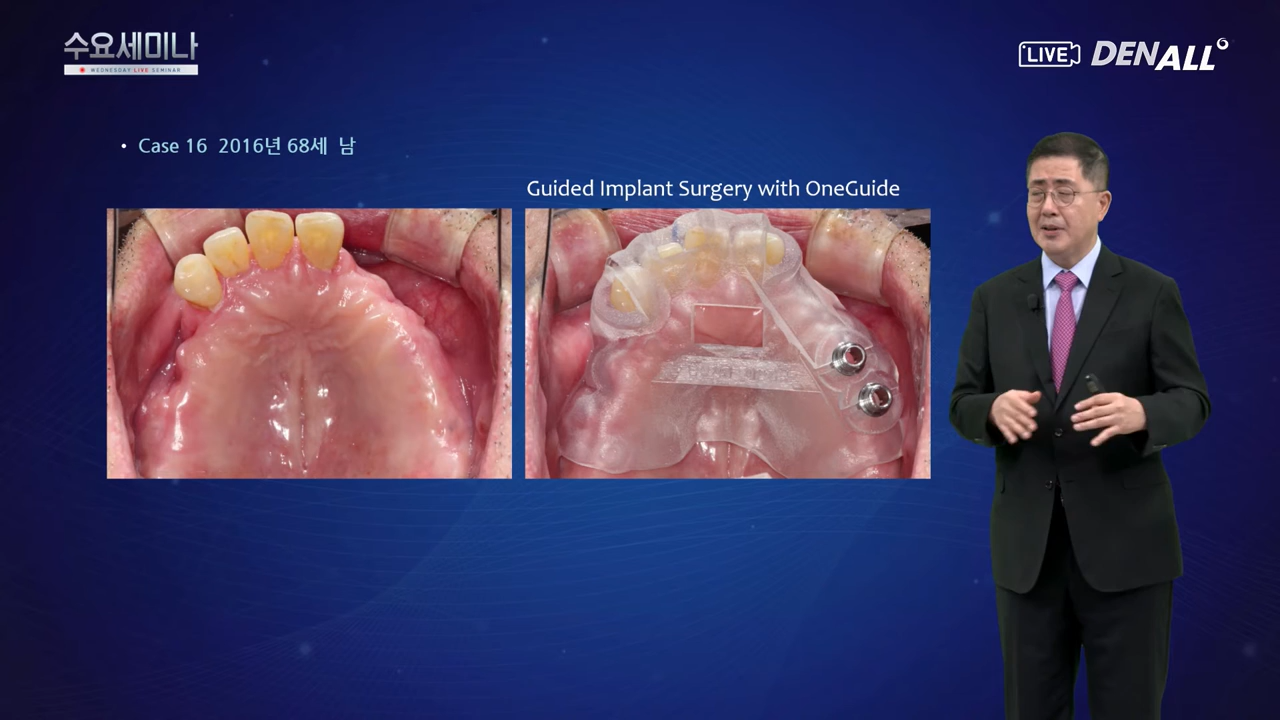 수요세미나
WEDNESDAY LIVE SEMINAR
LIVE DENALL
• Case 16 2016년 68세 남
Guided Implant Surgery with OneGuide